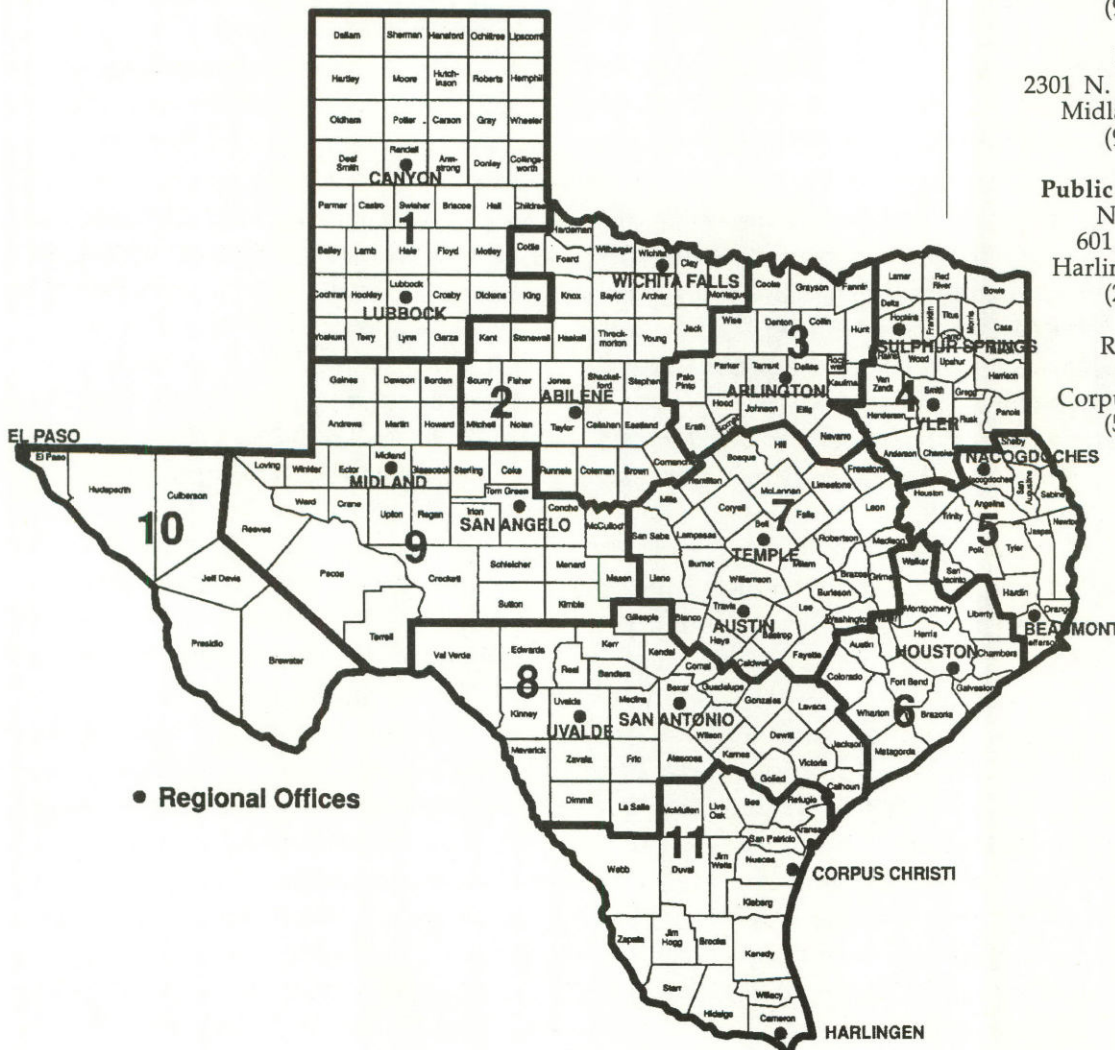 2301 N.
Public
601
Dallam Sherman Hansford Ochiltree Lipscomb
Hartley Moore Hutch-inson Roberts Hemphill
Oldham Potter Carson Gray Wheeler
Deaf Smith Randall Arm-strong Donley Collings-worth
CANYON
Parmer Castro Swisher Briscoe Hall Childress
1
Bailey Lamb Hale Floyd Motley Cottle Hardeman Foard Wilbarger Wichita Clay
WICHITA FALLS
Cochran Hockley Lubbock Crosby Dickens King Knox Baylor Archer Montague Cooke Grayson Fannin Lamar Red River Bowie
LUBBOCK
Terry Lynn Garza Kent Stonewall Haskell Throck-morton Young Jack Wise Denton Collin Hunt Delta Hopkins Franklin Titus Morris Cass
3
SULPHUR SPRINGS
Gaines Dawson Borden Scurry Fisher Jones Shackel-ford Stephens Palo Pinto Parker Tarrant Dallas Rock-wall Kaufman Van Zandt Wood Upshur Harrison
2
ABILENE
ARLINGTON
4
Andrews Martin Howard Mitchell Nolan Taylor Callahan Eastland Erath Hood Johnson Ellis Navarro Henderson Smith Gregg Rusk Panola
TYLER
EL PASO
El Paso Hudspeth Culberson
10
Loving Winkler Ector Midland Glasscock Sterling Coke Runnels Coleman Brown Comanche Hamilton Bosque Hill Freestone Anderson Cherokee Shelby
MIDLAND
NACOGDOCHES
Nacogdoches San Augustine Sabine
Reeves Ward Crane Upton Reagan Irion Tom Green Concho McCulloch San Saba Mills Lampasas Coryell McLennan Limestone Falls Leon Houston Angelina
SAN ANGELO
7
9
Bell
TEMPLE
Milam Robertson Madison Trinity Polk Tyler Jasper Newton
5
Jeff Davis Pecos Crockett Schleicher Menard Mason Llano Burnet Williamson Brazos Grimes Walker San Jacinto Hardin
Presidio Brewster Terrell Sutton Kimble Gillespie Blanco Travis Lee Burleson Washington Montgomery Liberty Orange
AUSTIN
BEAUMONT
Jefferson
Val Verde Edwards Real Kerr Kendall Hays Bastrop Fayette Austin Harris Chambers
HOUSTON
8
Bandera Comal Caldwell Colorado Fort Bend Galveston
Kinney Uvalde Medina Bexar Guadalupe Gonzales Lavaca Wharton Brazoria
UVALDE
SAN ANTONIO
6
Maverick Zavala Frio Atascosa Wilson Karnes Dewitt Victoria Jackson Matagorda
Dimmit La Salle McMullen Live Oak Bee Goliad Refugio Calhoun
11
San Patricio Aransas
Webb Duval Jim Wells Nueces
CORPUS CHRISTI
Kleberg
Zapata Jim Hogg Brooks Kenedy
Starr Hidalgo Willacy
Cameron
HARLINGEN
• Regional Offices